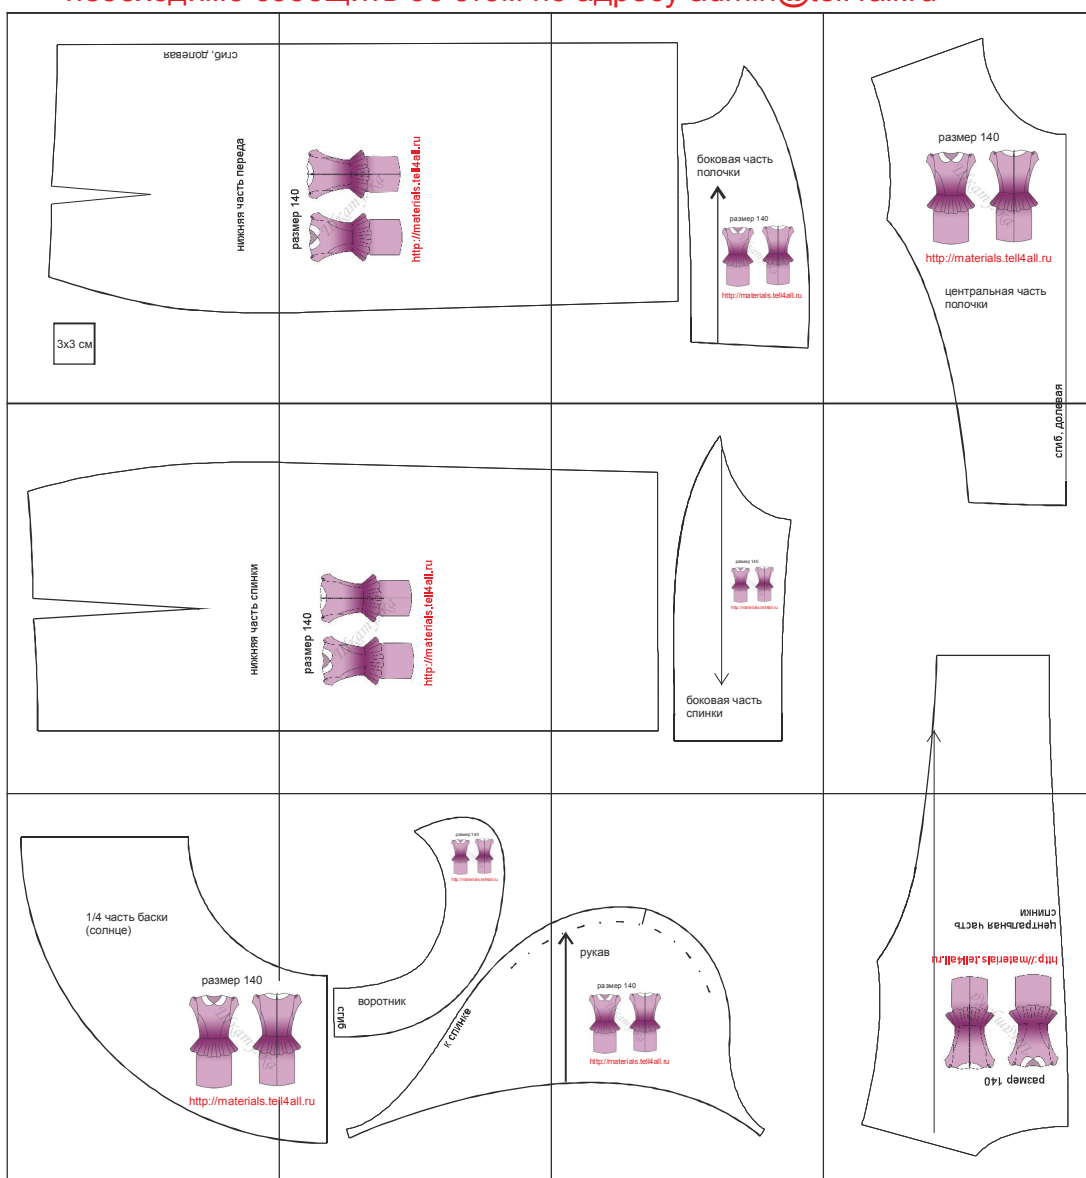 сгиб, долевая
нижняя часть переда
размер 140
http://materials.tell4all.ru
3х3 см
боковая часть
полочки
размер 140
http://materials.tell4all.ru
размер 140
http://materials.tell4all.ru
центральная часть
полочки
сгиб, долевая
нижняя часть спинки
размер 140
http://materials.tell4all.ru
размер 140
http://materials.tell4all.ru
боковая часть
спинки
1/4 часть баски
(солнце)
размер 140
http://materials.tell4all.ru
размер 140
http://materials.tell4all.ru
воротник
сгиб
к спинке
рукав
размер 140
http://materials.tell4all.ru
центральная часть
спинки
http://materials.tell4all.ru
размер 140